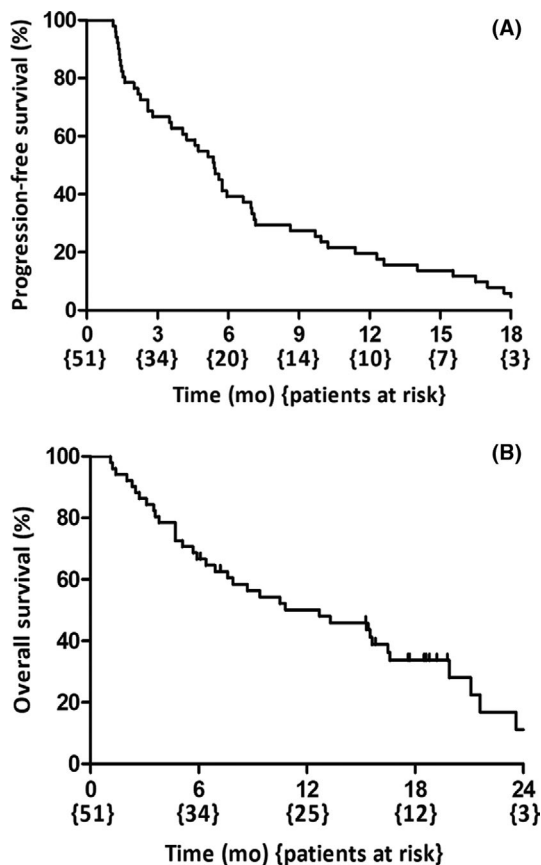 (A)
Progression-free survival (%)
100
80
60
40
20
0
0 3 6 9 12 15 18
{51} {34} {20} {14} {10} {7} {3}
Time (mo) {patients at risk}
(B)
Overall survival (%)
100
80
60
40
20
0
0 6 12 18 24
{51} {34} {25} {12} {3}
Time (mo) {patients at risk}